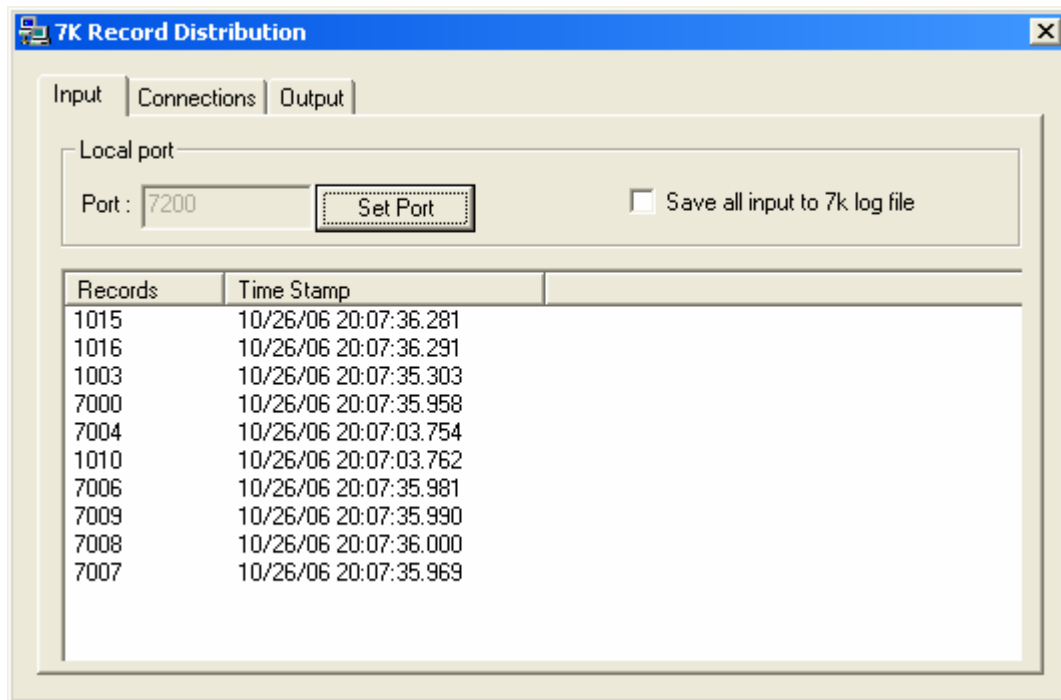 7K Record Distribution
Input Connections Output
Local port
Port : 7200 Set Port Save all input to 7k log file
Records Time Stamp
1015 10/26/06 20:07:36.281
1016 10/26/06 20:07:36.291
1003 10/26/06 20:07:35.303
7000 10/26/06 20:07:35.958
7004 10/26/06 20:07:03.754
1010 10/26/06 20:07:03.762
7006 10/26/06 20:07:35.981
7009 10/26/06 20:07:35.990
7008 10/26/06 20:07:36.000
7007 10/26/06 20:07:35.969